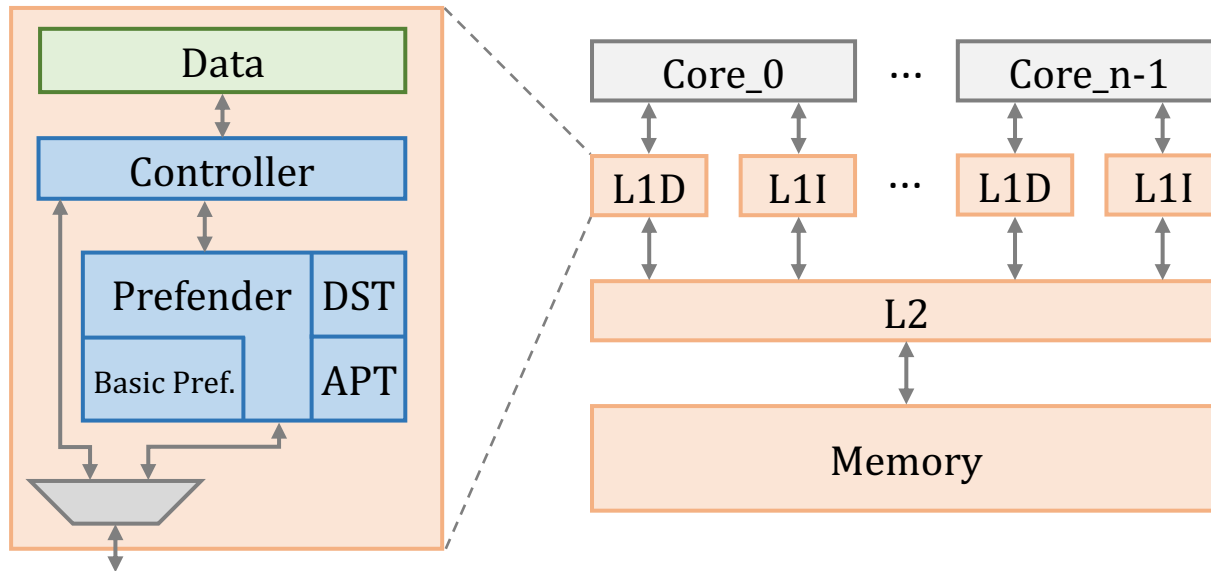 Data
Controller
Prefender
DST
Basic Pref.
APT
Core_0
...
Core_n-1
L1D
L1I
...
L1D
L1I
L2
Memory